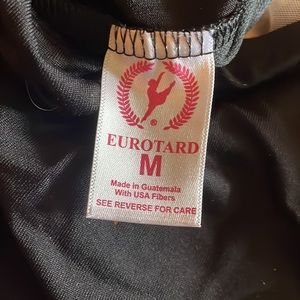 EUROTARD
M
Made in Guatemala
With USA Fibers
SEE REVERSE FOR CARE